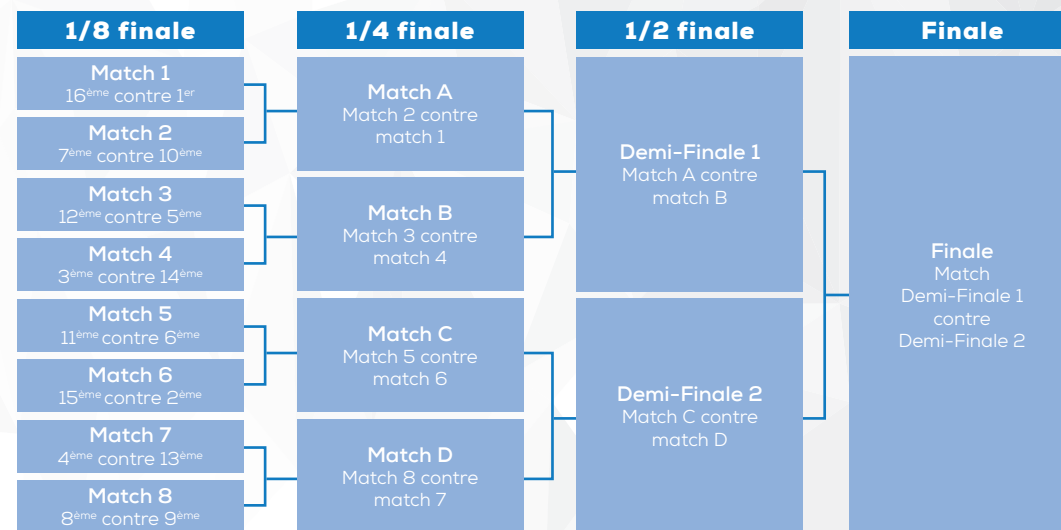 1/8 finale
Match 1
16ème contre 1er
Match 2
7ème contre 10ème
Match 3
12ème contre 5ème
Match 4
3ème contre 14ème
Match 5
11ème contre 6ème
Match 6
15ème contre 2ème
Match 7
4ème contre 13ème
Match 8
8ème contre 9ème
1/4 finale
Match A
Match 2 contre
match 1
Match B
Match 3 contre
match 4
Match C
Match 5 contre
match 6
Match D
Match 8 contre
match 7
1/2 finale
Demi-Finale 1
Match A contre
match B
Demi-Finale 2
Match C contre
match D
Finale
Finale
Match
Demi-Finale 1
contre
Demi-Finale 2